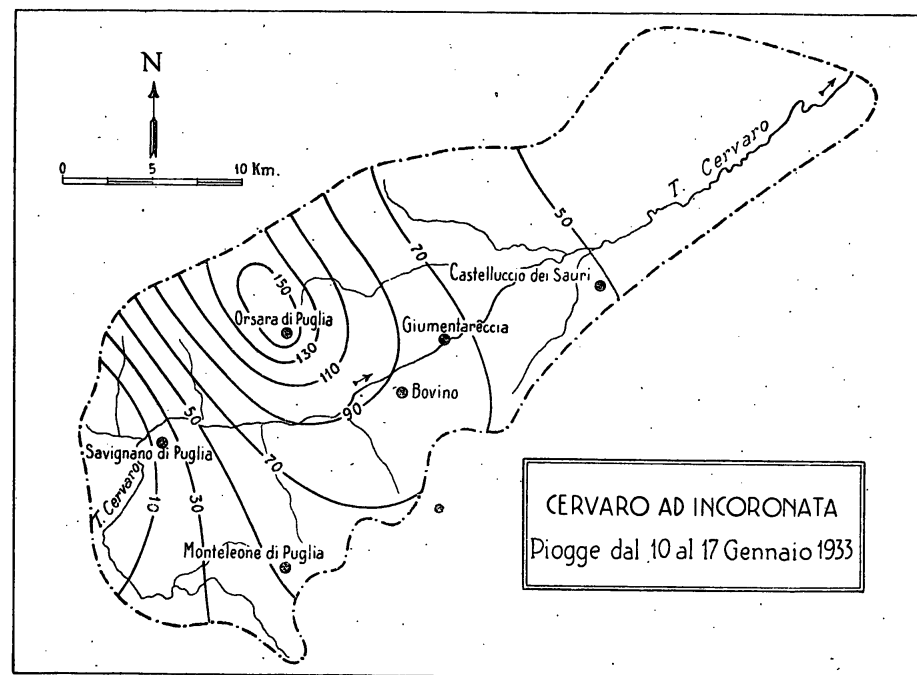 N
0 5 10 Km.
T. Cervaro
50
70
Castelluccio dei Sauri
150
Orsara di Puglia
Giumentareccia
130
110
Bovino
90
50
Savignano di Puglia
70
T. Cervaro
10
30
Monteleone di Puglia
CERVARO AD INCORONATA
Piogge dal 10 al 17 Gennaio 1933